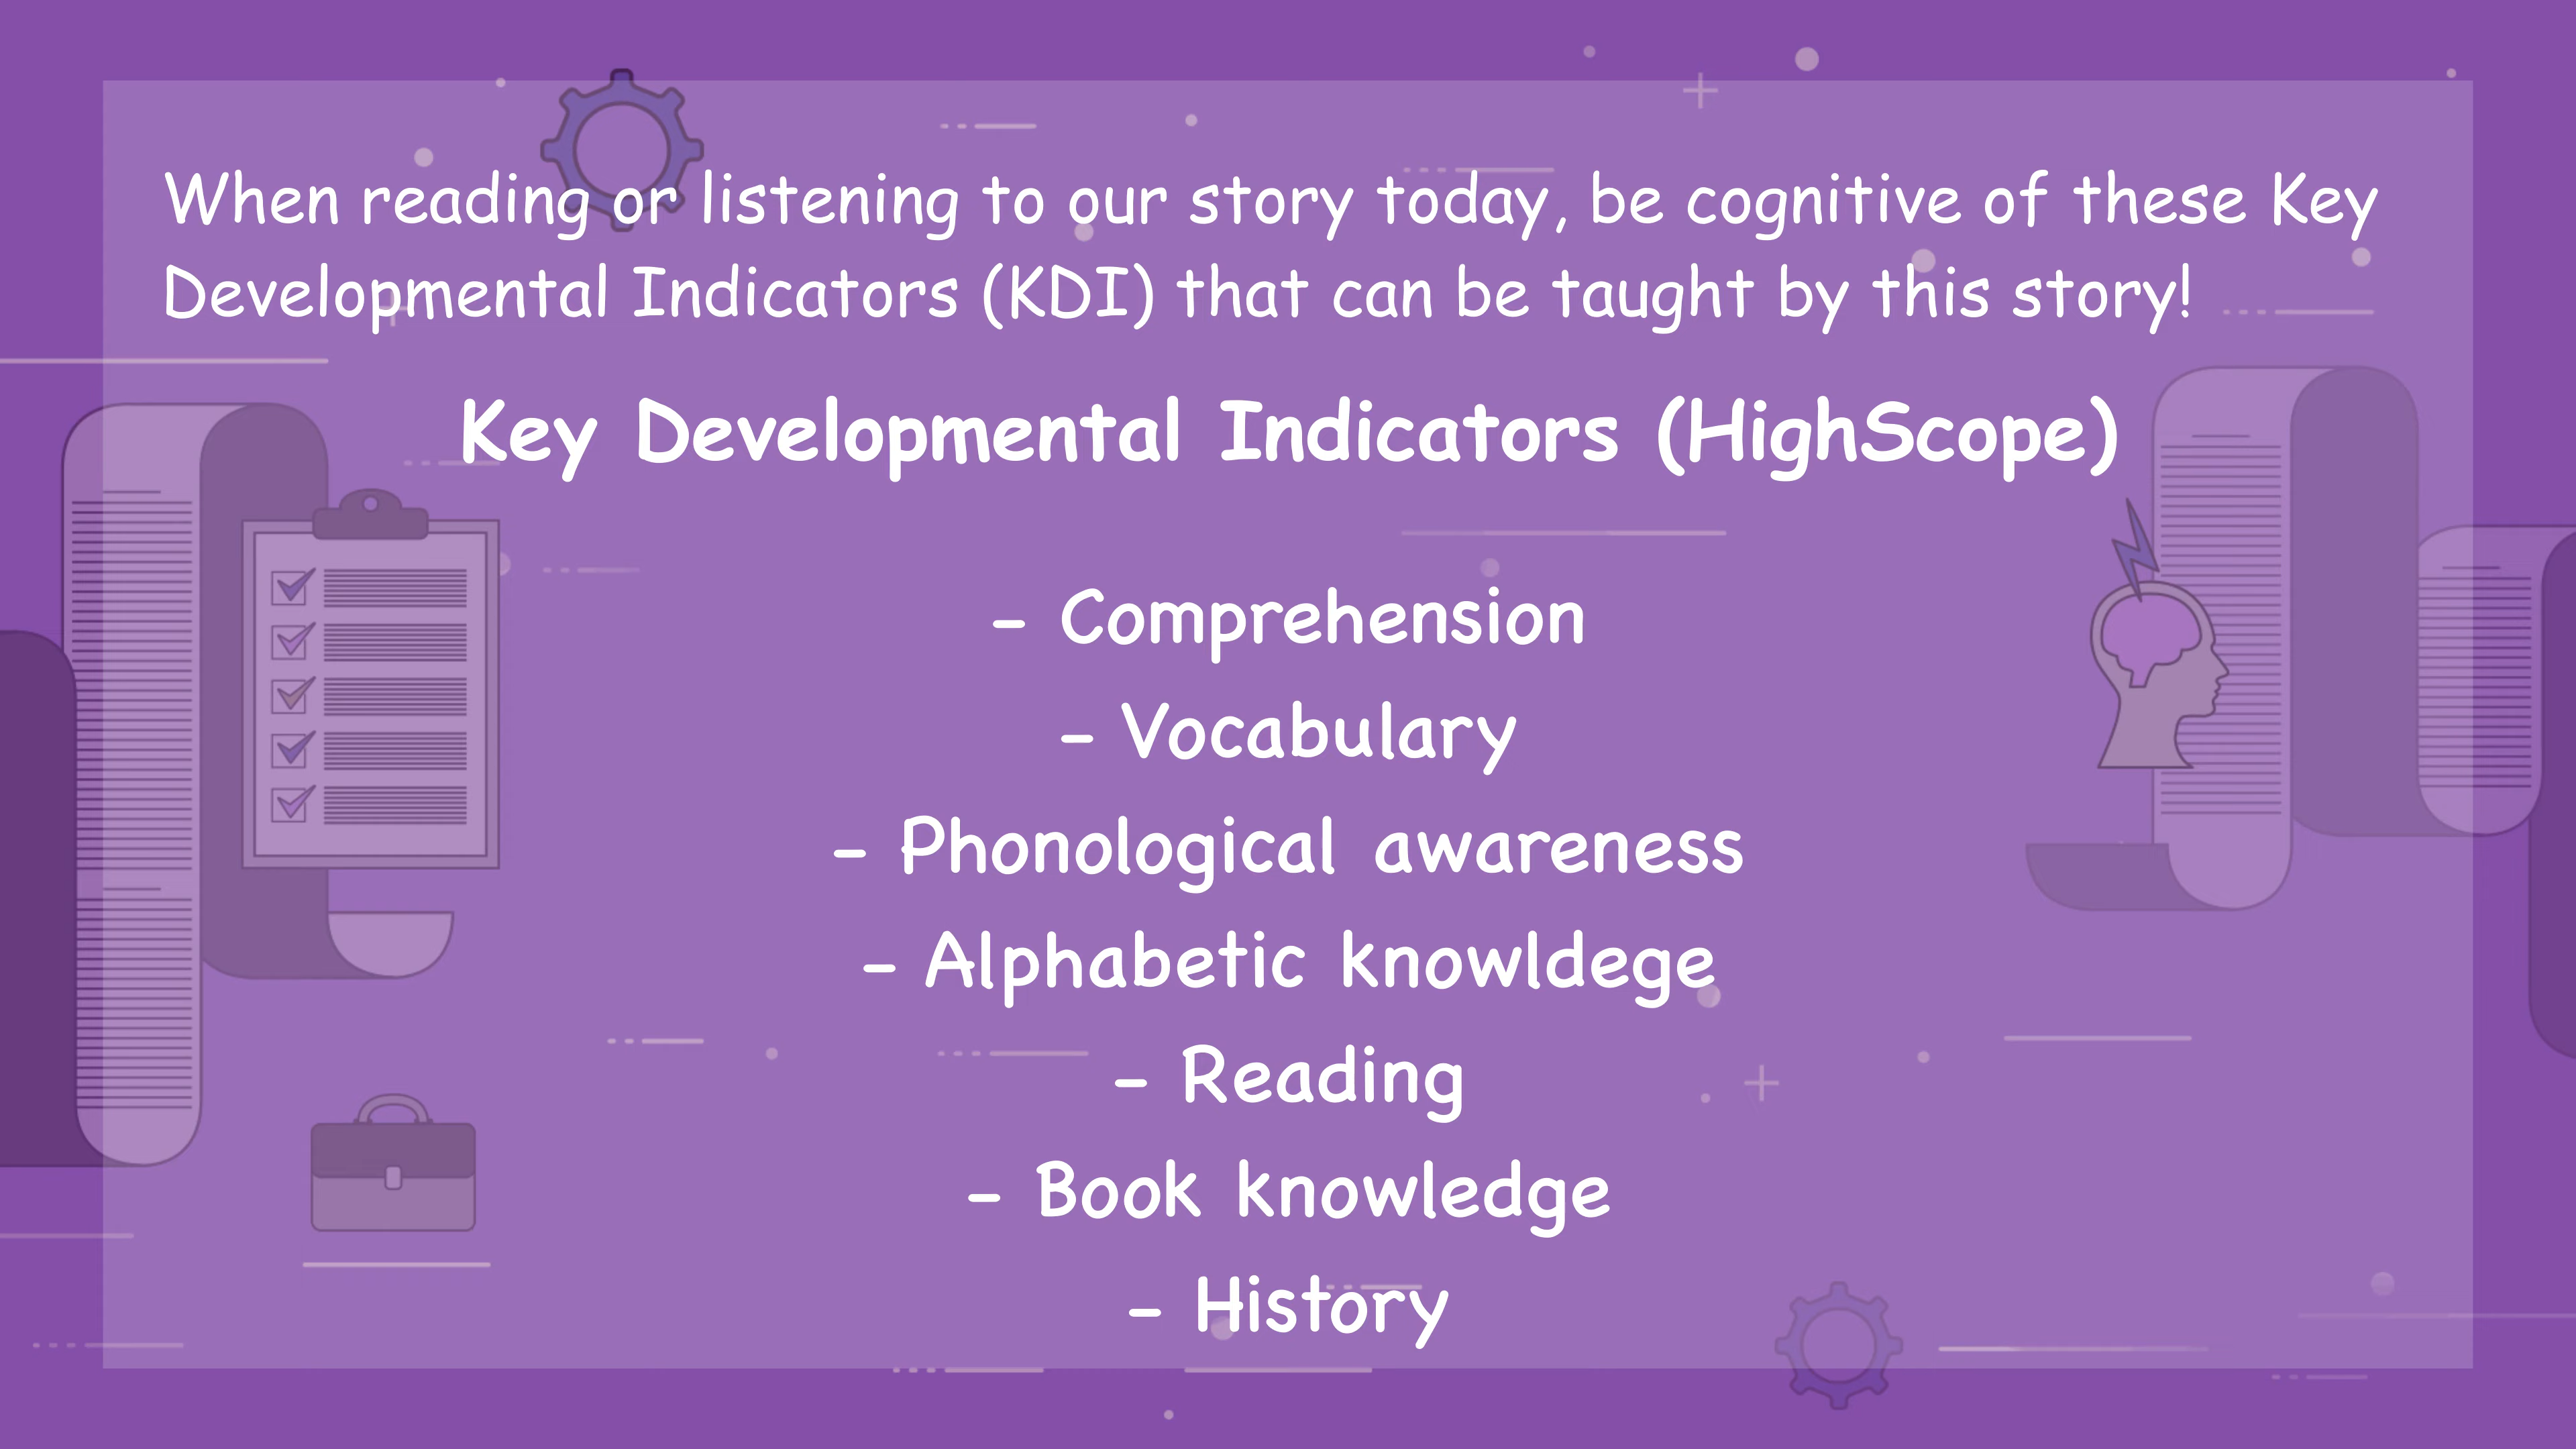 When reading or listening to our story today, be cognitive of these Key
Developmental Indicators (KDI) that can be taught by this story!
Key Developmental Indicators (HighScope)
- Comprehension
- Vocabulary
- Phonological awareness
- Alphabetic knowldege
- Reading
- Book knowledge
- History